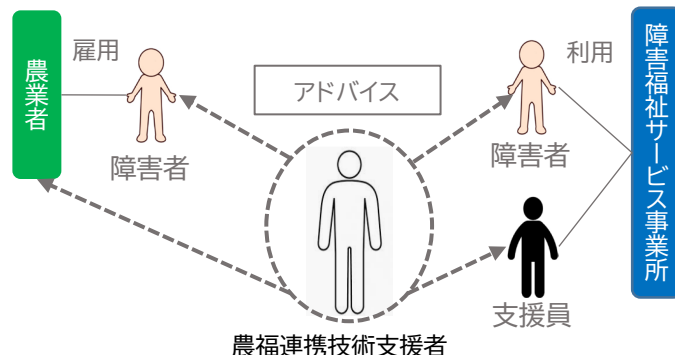 農業者
雇用
障害者
アドバイス
利用
障害者
障害福祉サービス事業所
支援員
農福連携技術支援者